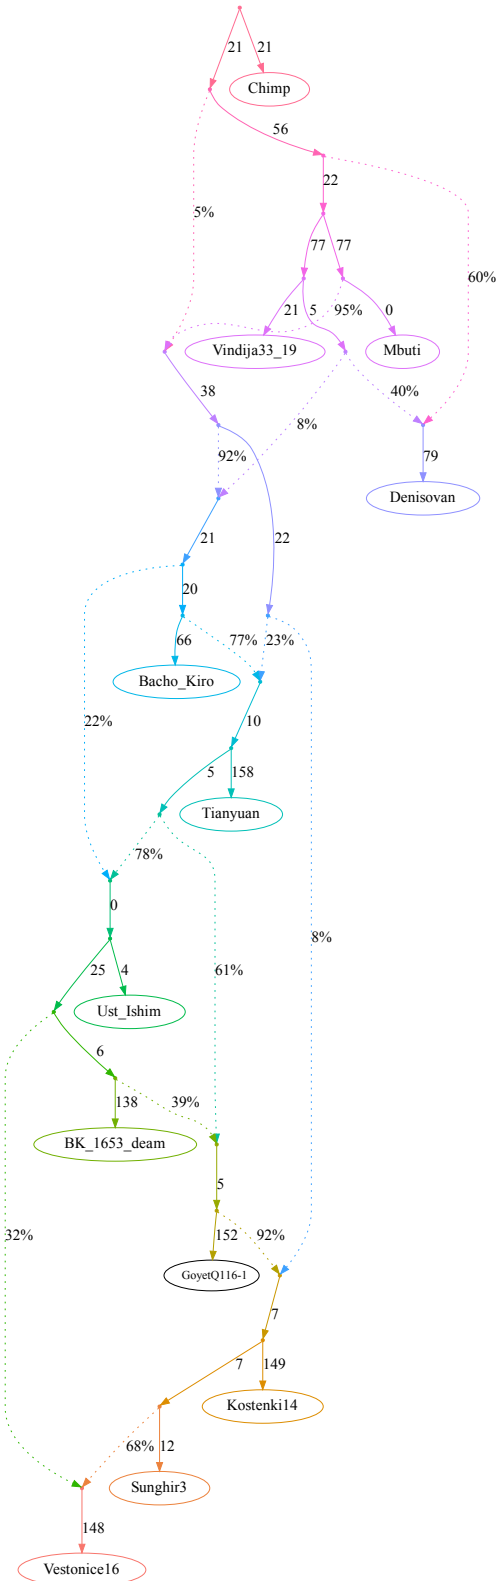 21 21
Chimp
56
22
5%
77 77
60%
21 5 95% 0
Vindija33_19 Mbuti
38 40%
8%
92% 79
Denisovan
21 22
20
66 77% 23%
Bacho_Kiro
22% 10
5 158
Tianyuan
78%
0 8%
25 4 61%
Ust_Ishim
6
138 39%
BK_1653_deam
5
32% 152 92%
GoyetQ116-1
7
7 149
Kostenki14
68% 12
Sunghir3
148
Vestonice16